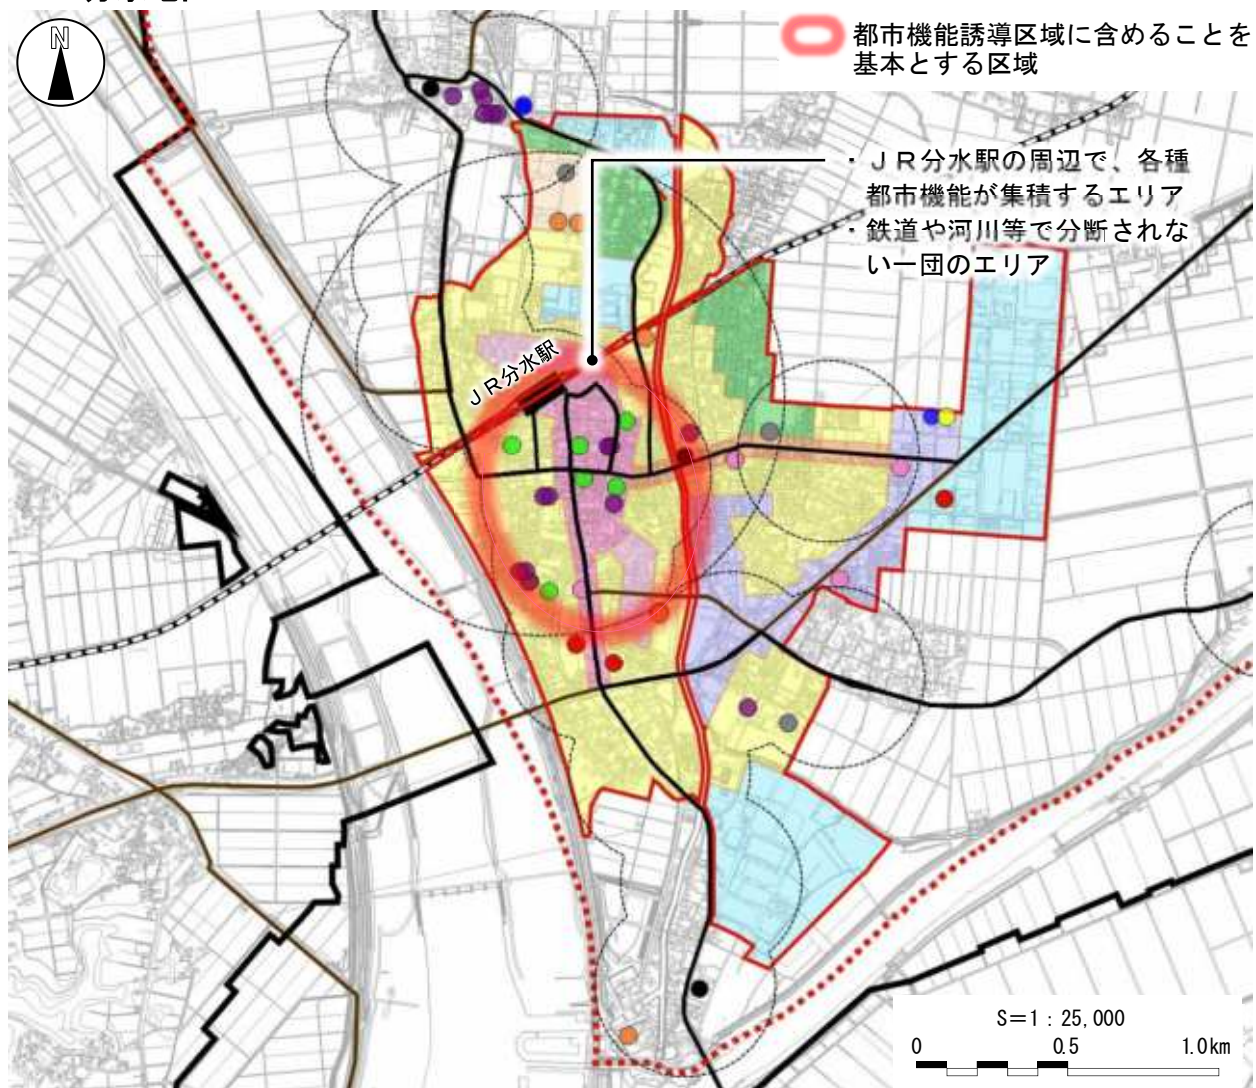 N
都市機能誘導区域に含めることを
基本とする区域
・ＪＲ分水駅の周辺で、各種
都市機能が集積するエリア
・鉄道や河川等で分断されな
い一団のエリア
ＪＲ分水駅
S＝1：25,000
0 0.5 1.0km